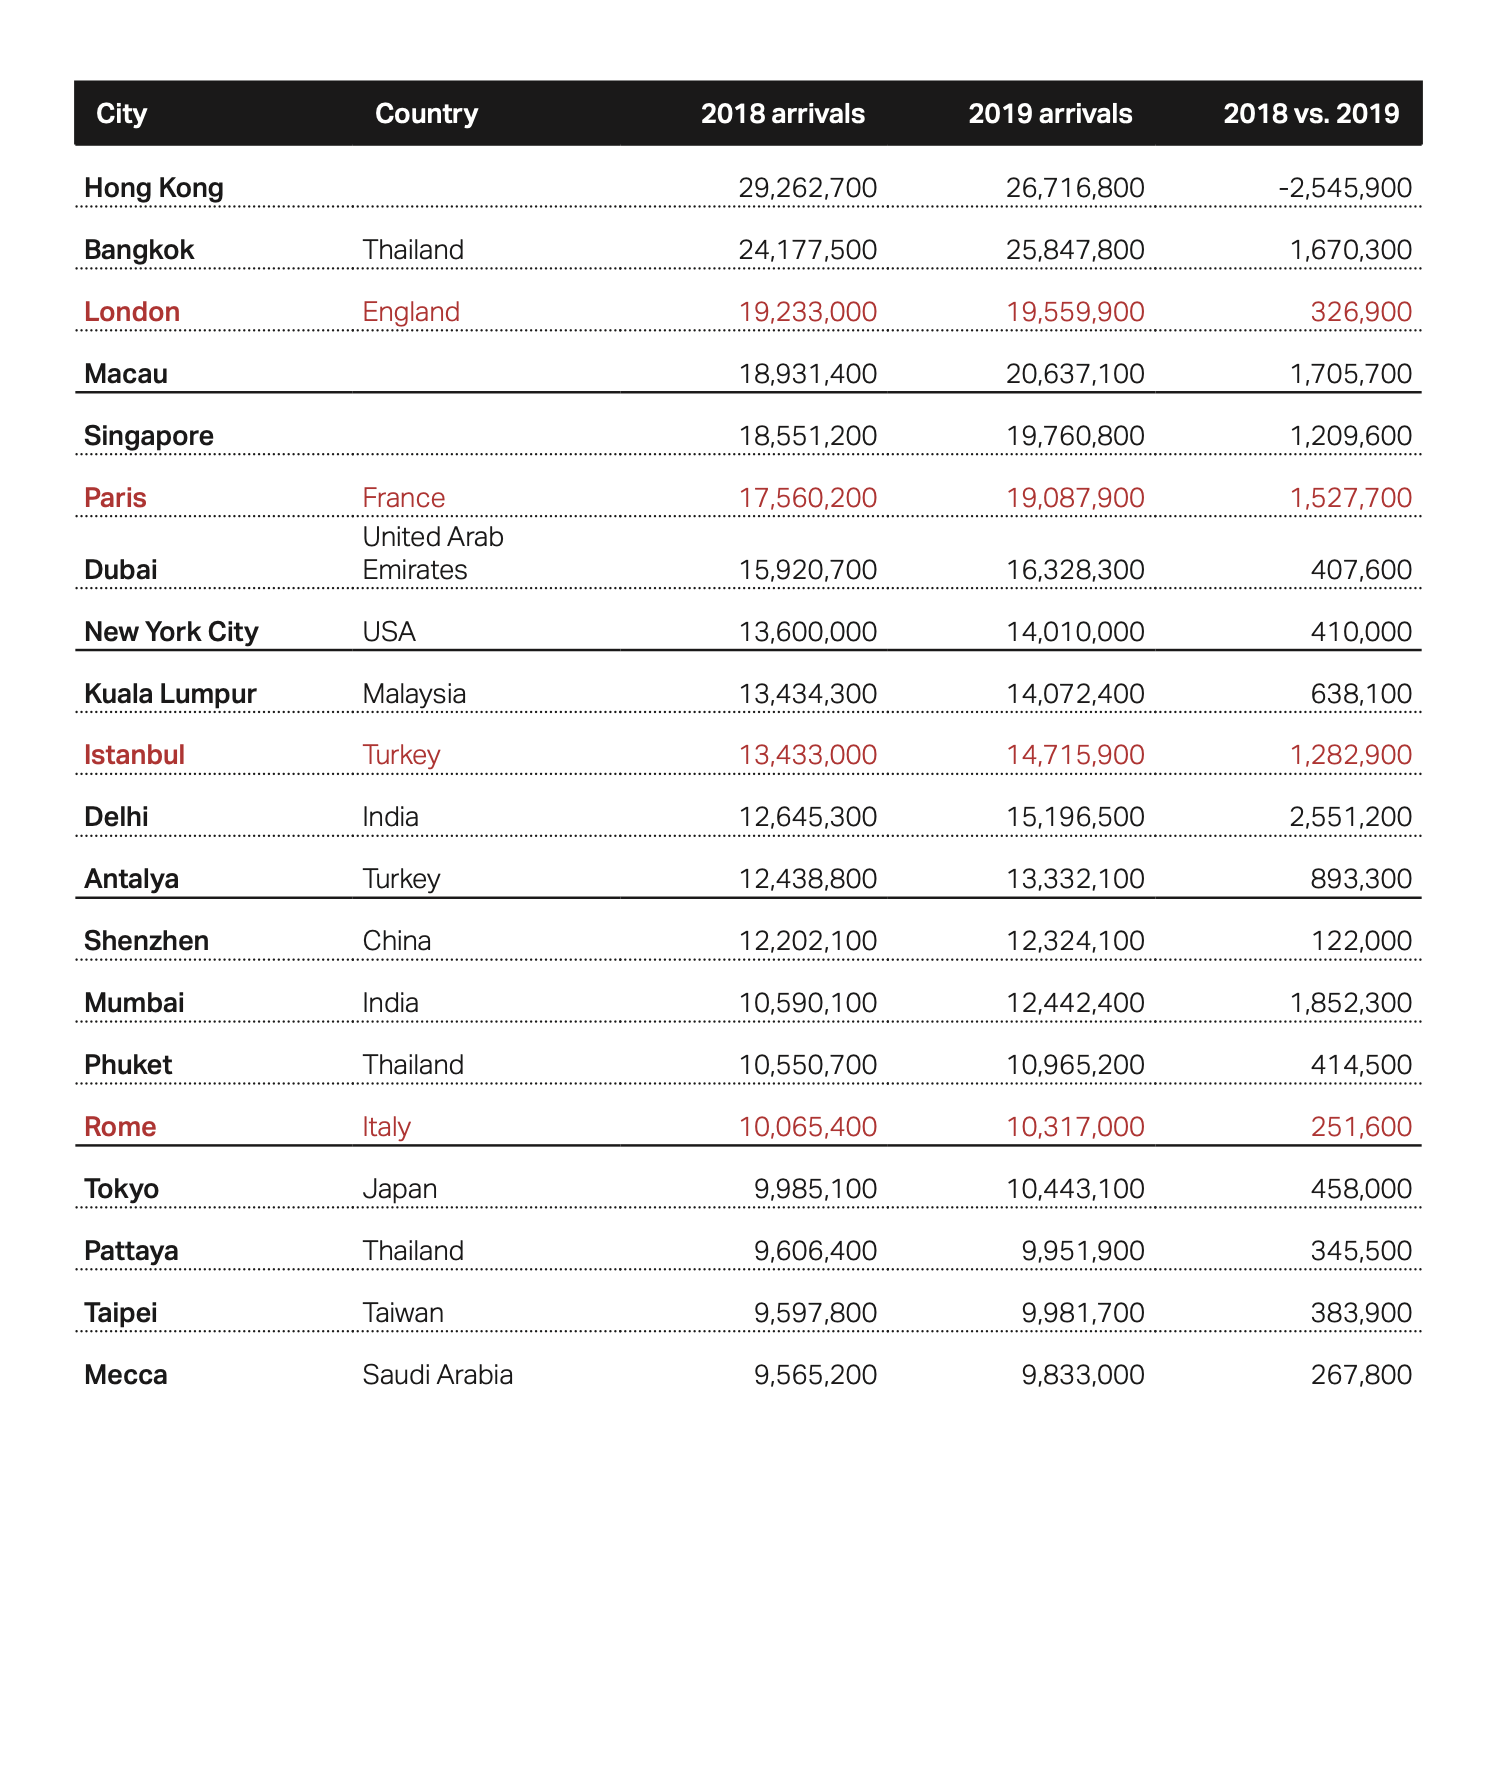 City Country 2018 arrivals 2019 arrivals 2018 vs. 2019
Hong Kong 29,262,700 26,716,800 -2,545,900
Bangkok Thailand 24,177,500 25,847,800 1,670,300
London England 19,233,000 19,559,900 326,900
Macau 18,931,400 20,637,100 1,705,700
Singapore 18,551,200 19,760,800 1,209,600
Paris France 17,560,200 19,087,900 1,527,700
United Arab
Dubai Emirates 15,920,700 16,328,300 407,600
New York City USA 13,600,000 14,010,000 410,000
Kuala Lumpur Malaysia 13,434,300 14,072,400 638,100
Istanbul Turkey 13,433,000 14,715,900 1,282,900
Delhi India 12,645,300 15,196,500 2,551,200
Antalya Turkey 12,438,800 13,332,100 893,300
Shenzhen China 12,202,100 12,324,100 122,000
Mumbai India 10,590,100 12,442,400 1,852,300
Phuket Thailand 10,550,700 10,965,200 414,500
Rome Italy 10,065,400 10,317,000 251,600
Tokyo Japan 9,985,100 10,443,100 458,000
Pattaya Thailand 9,606,400 9,951,900 345,500
Taipei Taiwan 9,597,800 9,981,700 383,900
Mecca Saudi Arabia 9,565,200 9,833,000 267,800